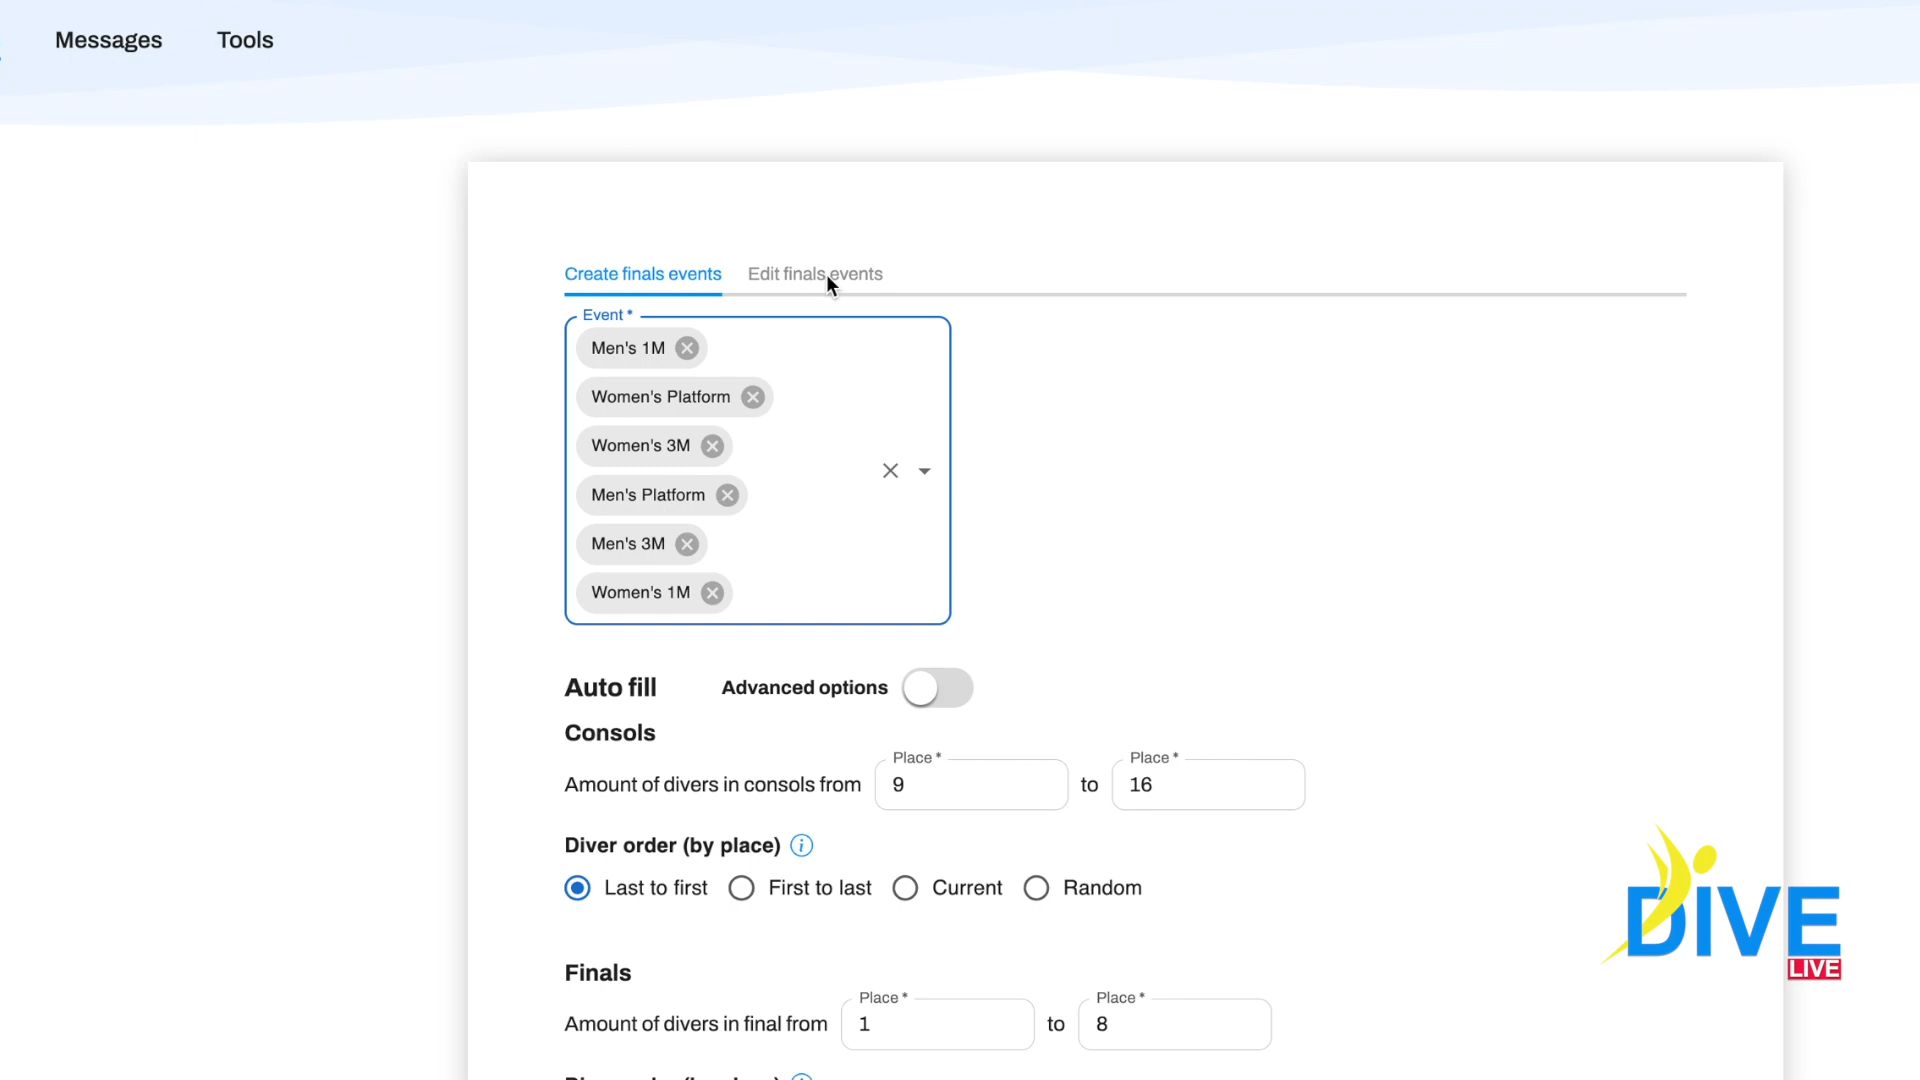 Messages Tools
Create finals events Edit finals events
Event *
Men's 1M
Women's Platform
Women's 3M
Men's Platform
Men's 3M
Women's 1M
Auto fill Advanced options
Consols
Place * Place *
Amount of divers in consols from 9 to 16
Diver order (by place)
Last to first First to last Current Random
DIVE
LIVE
Finals
Place * Place *
Amount of divers in final from 1 to 8